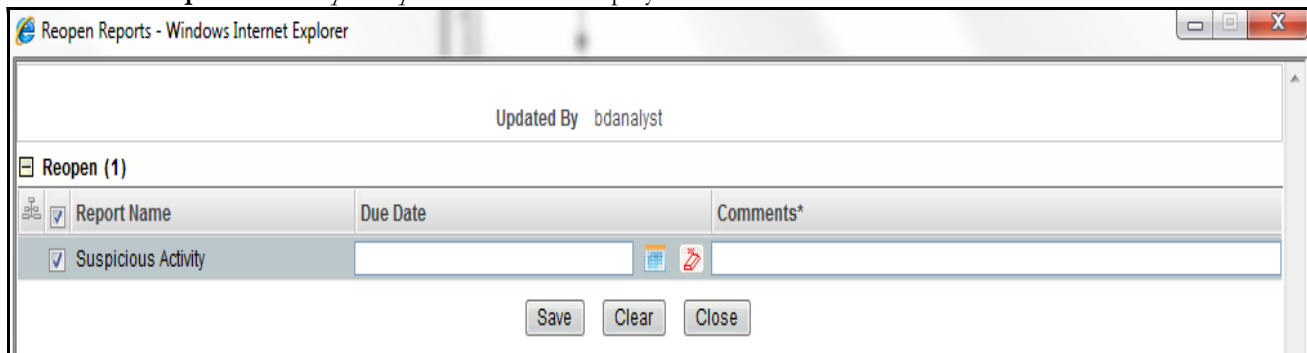 Reopen Reports - Windows Internet Explorer
X
Updated By bdanalyst
Reopen (1)
Report Name Due Date Comments*
Suspicious Activity
Save Clear Close